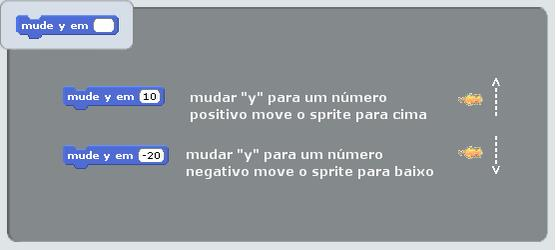 mude y em
mude y em 10
mudar "y" para um número
positivo move o sprite para cima
mude y em -20
mudar "y" para um número
negativo move o sprite para baixo